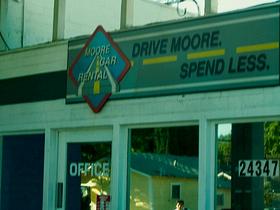 MOORE
CAR
RENTAL
DRIVE MOORE.
SPEND LESS.
OFFICE
24347